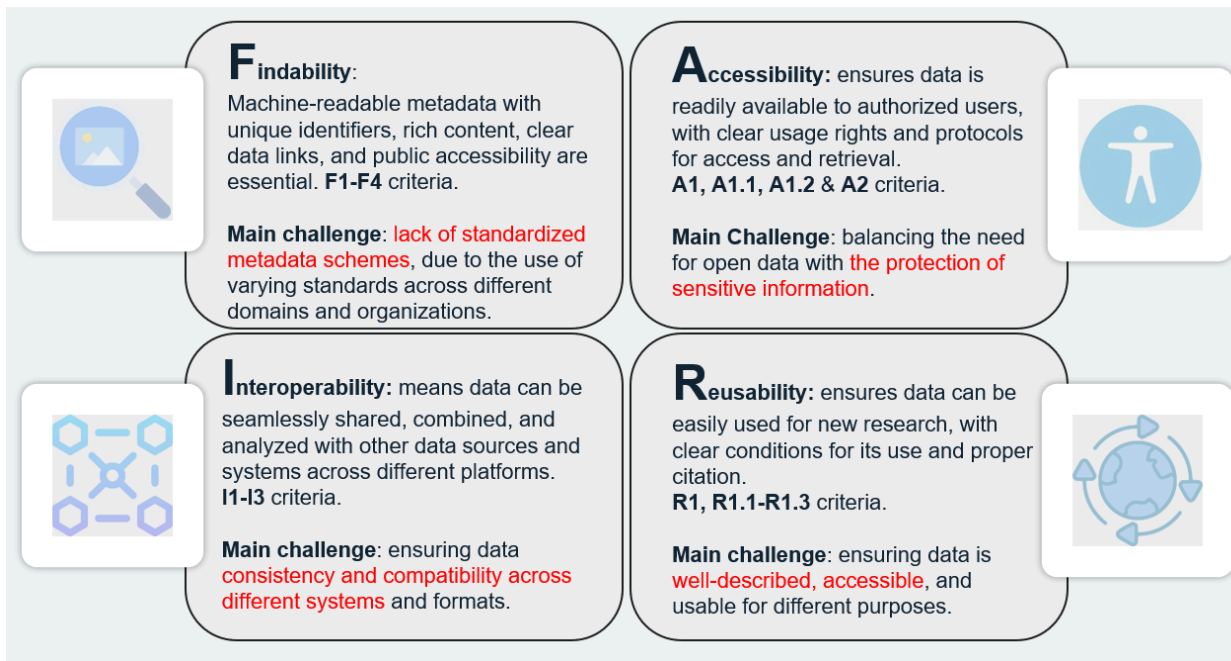 Findability:
Machine-readable metadata with
unique identifiers, rich content, clear
data links, and public accessibility are
essential. F1-F4 criteria.
Main challenge: lack of standardized
metadata schemes, due to the use of
varying standards across different
domains and organizations.
Accessibility: ensures data is
readily available to authorized users,
with clear usage rights and protocols
for access and retrieval.
A1, A1.1, A1.2 & A2 criteria.
Main Challenge: balancing the need
for open data with the protection of
sensitive information.
Interoperability: means data can be
seamlessly shared, combined, and
analyzed with other data sources and
systems across different platforms.
I1-I3 criteria.
Main challenge: ensuring data
consistency and compatibility across
different systems and formats.
Reusability: ensures data can be
easily used for new research, with
clear conditions for its use and proper
citation.
R1, R1.1-R1.3 criteria.
Main challenge: ensuring data is
well-described, accessible, and
usable for different purposes.